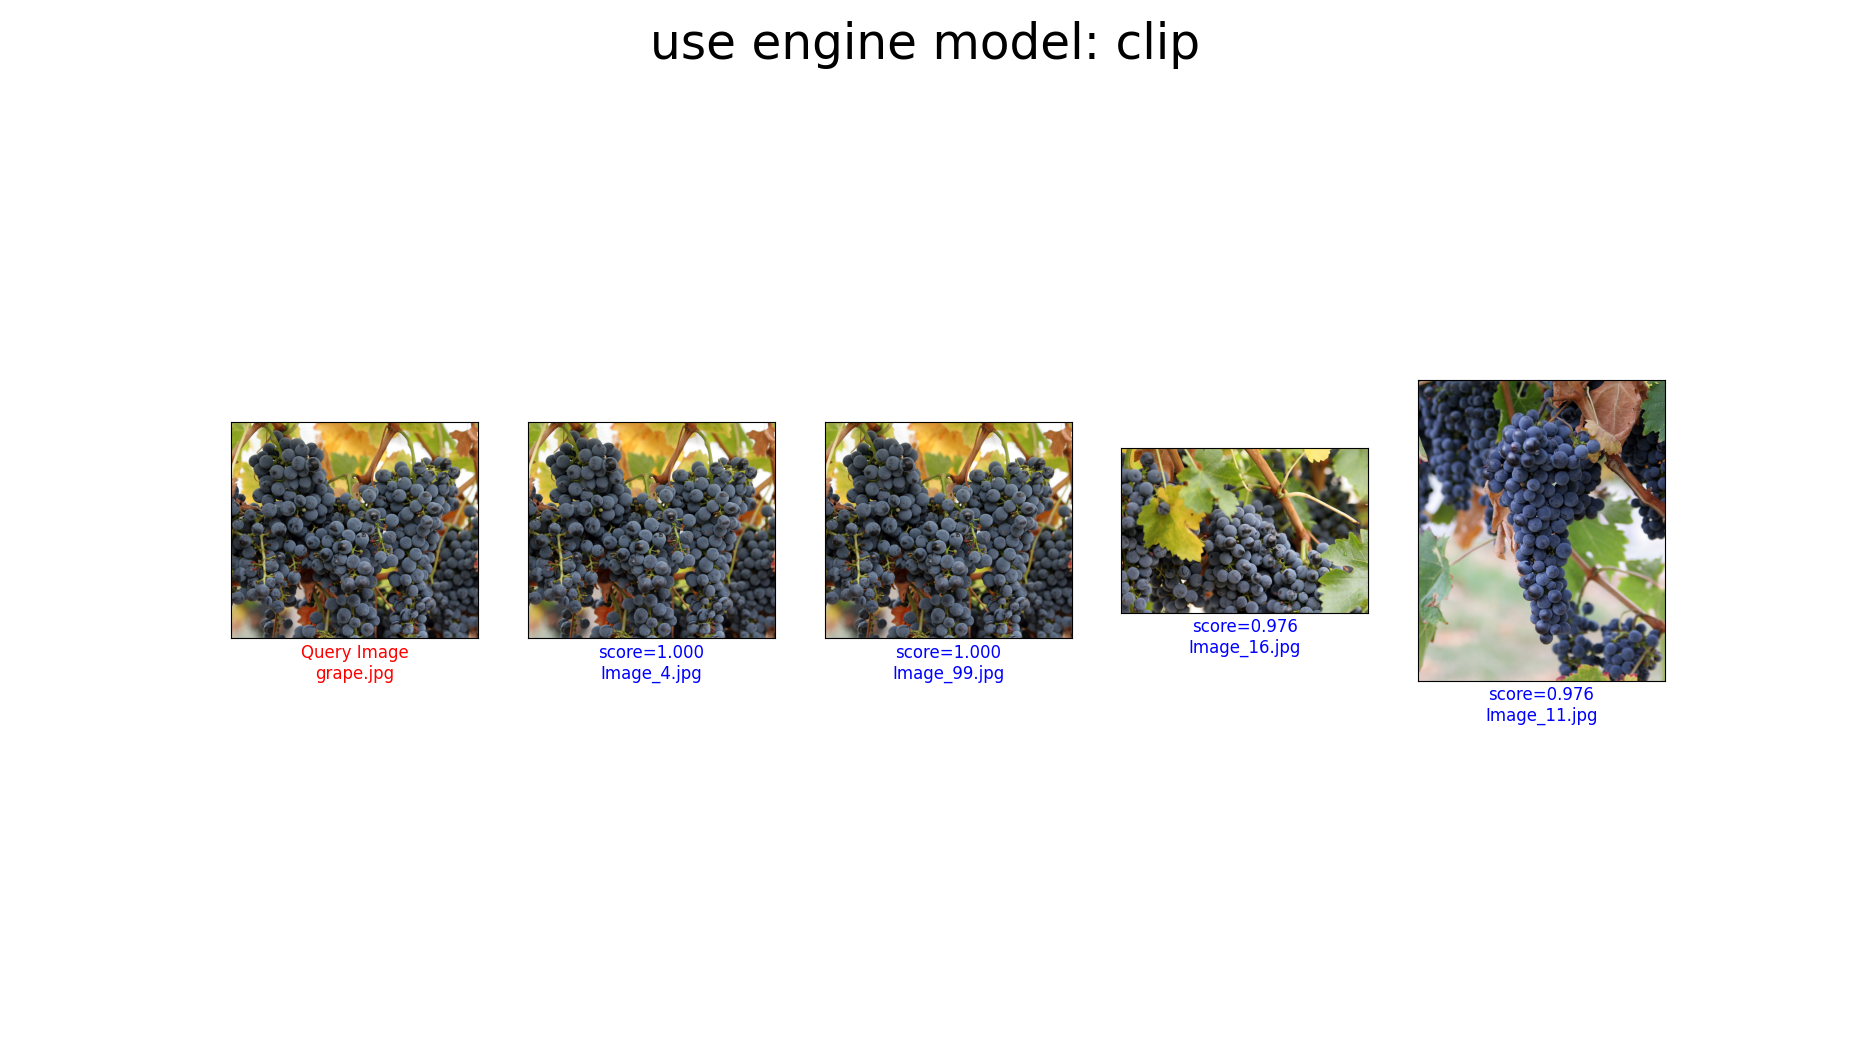 use engine model: clip
Query Image
grape.jpg
score=1.000
Image_4.jpg
score=1.000
Image_99.jpg
score=0.976
Image_16.jpg
score=0.976
Image_11.jpg